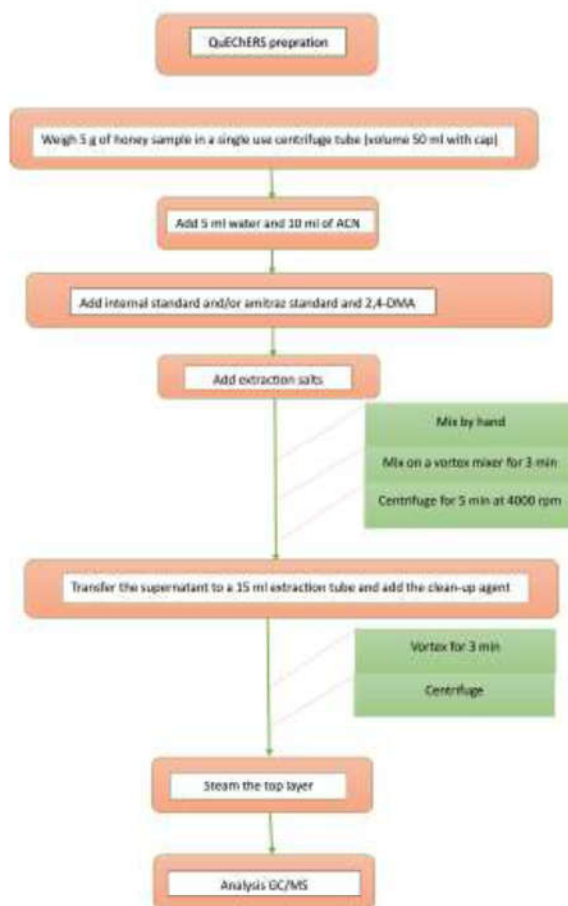 QuEChERS prepration
Weigh 5 g of honey sample in a single use centrifuge tube (volume 50 ml with cap)
Add 5 ml water and 10 ml of ACN
Add internal standard and/or amitraz standard and 2,4-DMA
Add extraction salts
Mix by hand
Mix on a vortex mixer for 3 min
Centrifuge for 5 min at 4000 rpm
Transfer the supernatant to a 15 ml extraction tube and add the clean-up agent
Vortex for 3 min
Centrifuge
Steam the top layer
Analysis GC/MS